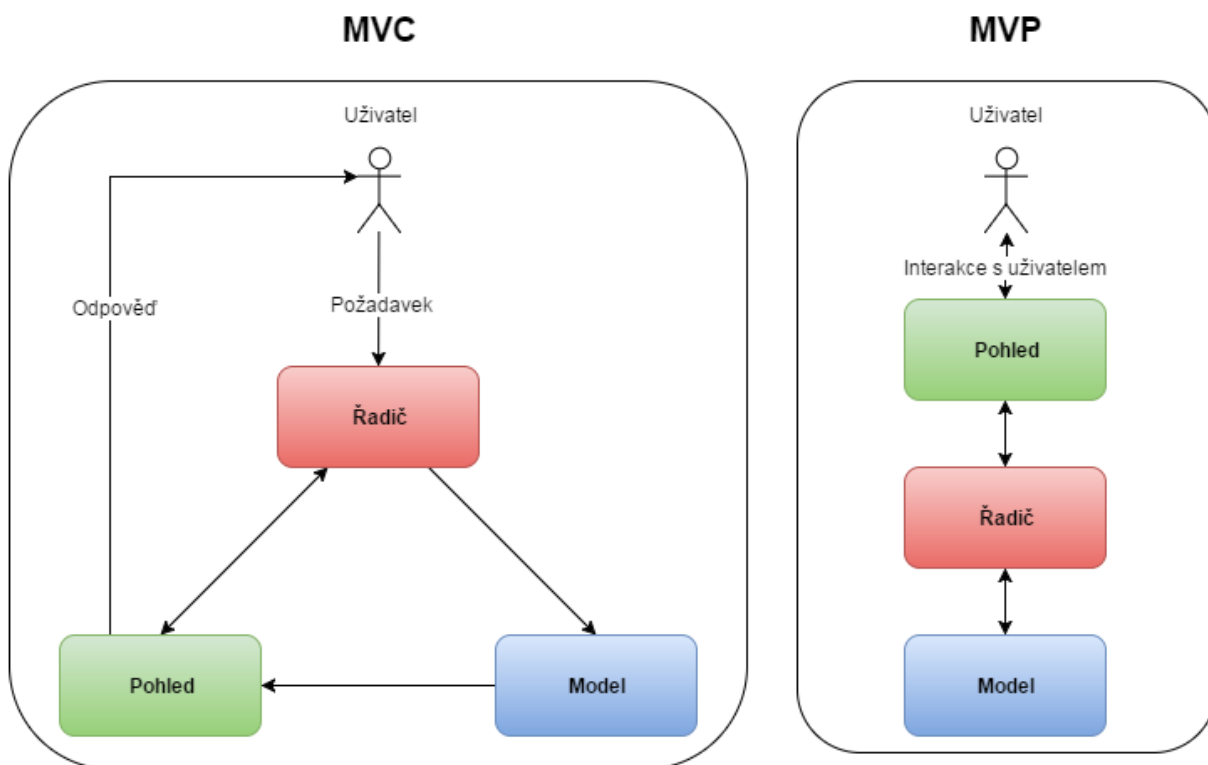 MVC
Uživatel
Odpověď
Požadavek
Řadič
Pohled
Model
MVP
Uživatel
Interakce s uživatelem
Pohled
Řadič
Model